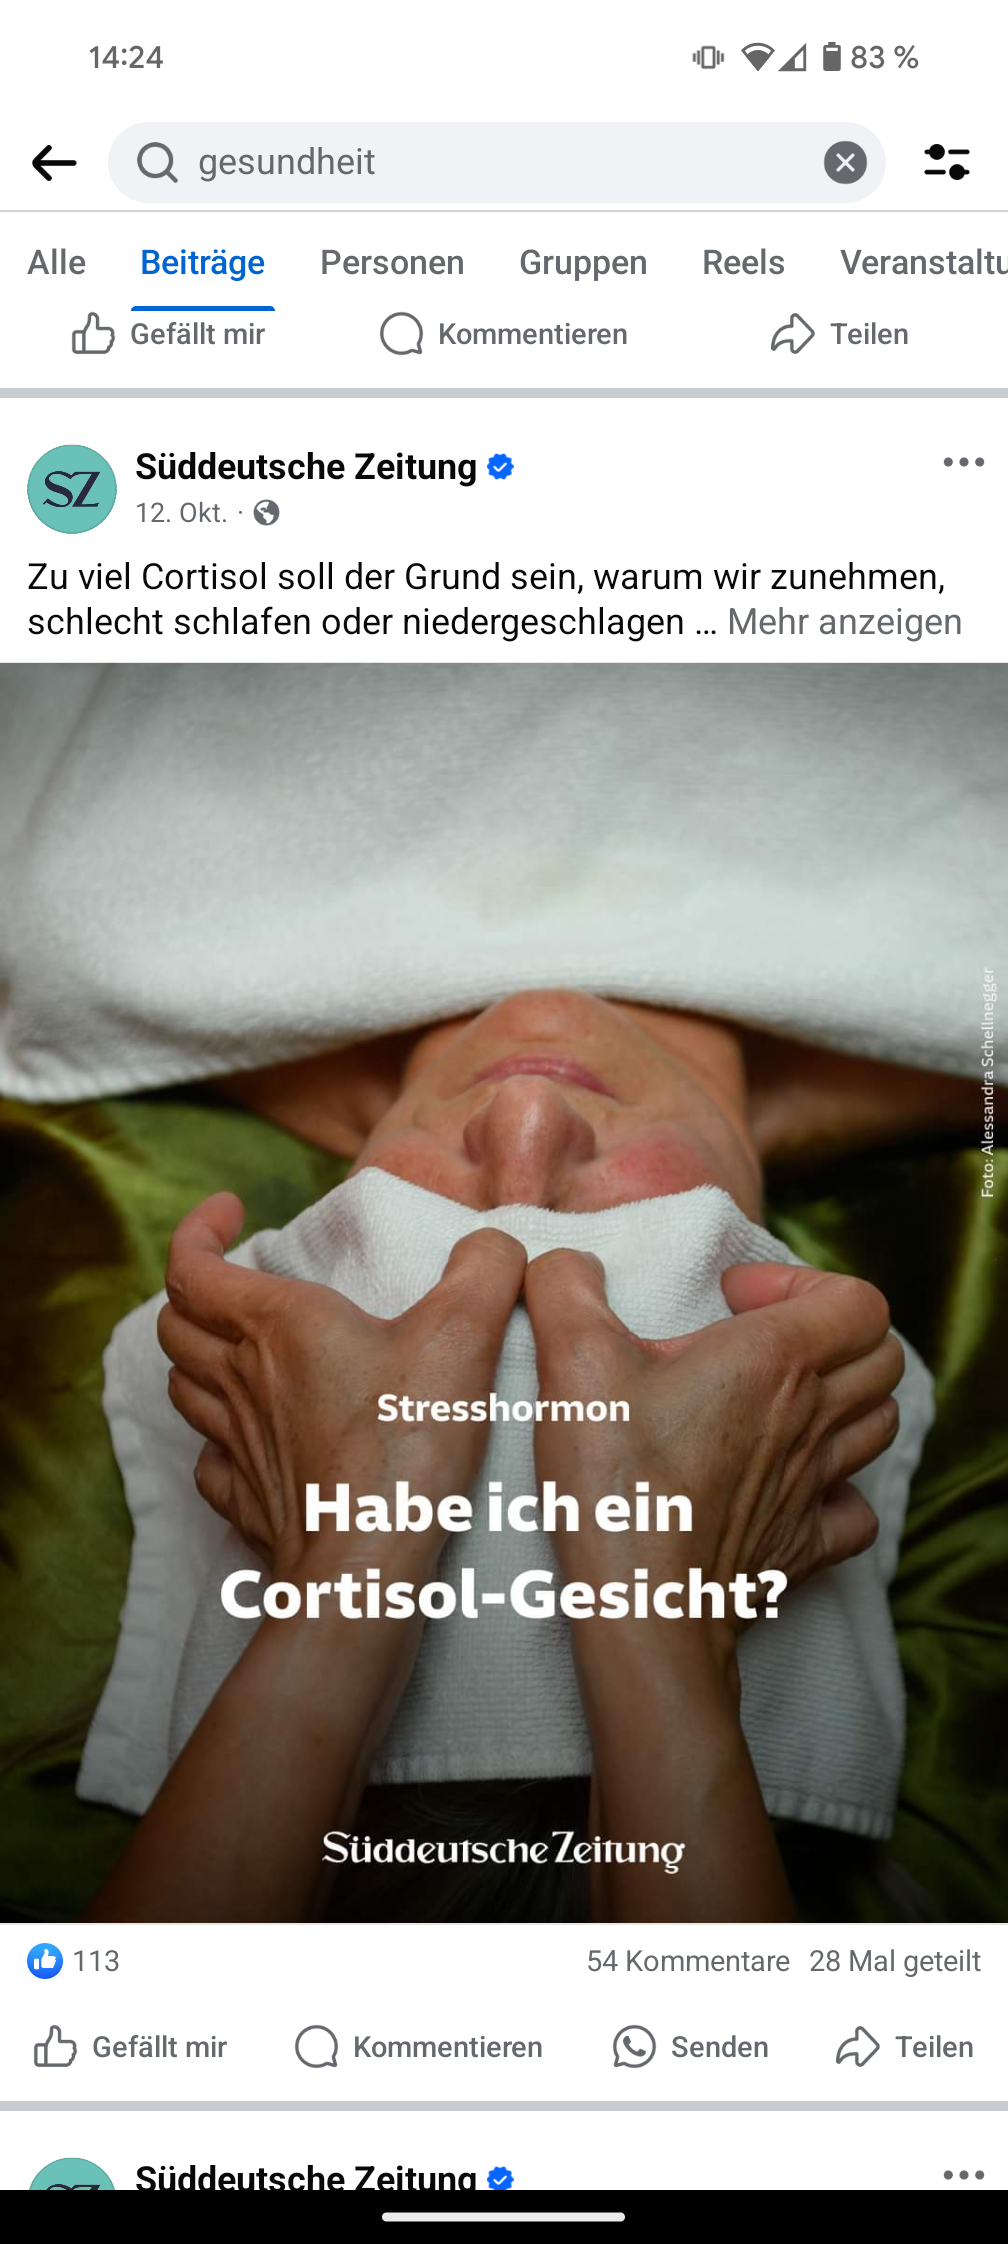 14:24
83 %
gesundheit
Alle Beiträge Personen Gruppen Reels Veranstaltu
Gefällt mir Kommentieren Teilen
SZ
Süddeutsche Zeitung
12. Okt. ·
Zu viel Cortisol soll der Grund sein, warum wir zunehmen,
schlecht schlafen oder niedergeschlagen ... Mehr anzeigen
Foto: Alessandra Schellnegger
Stresshormon
Habe ich ein
Cortisol-Gesicht?
Süddeutsche Zeitung
113 54 Kommentare 28 Mal geteilt
Gefällt mir Kommentieren Senden Teilen
Süddeutsche Zeitung